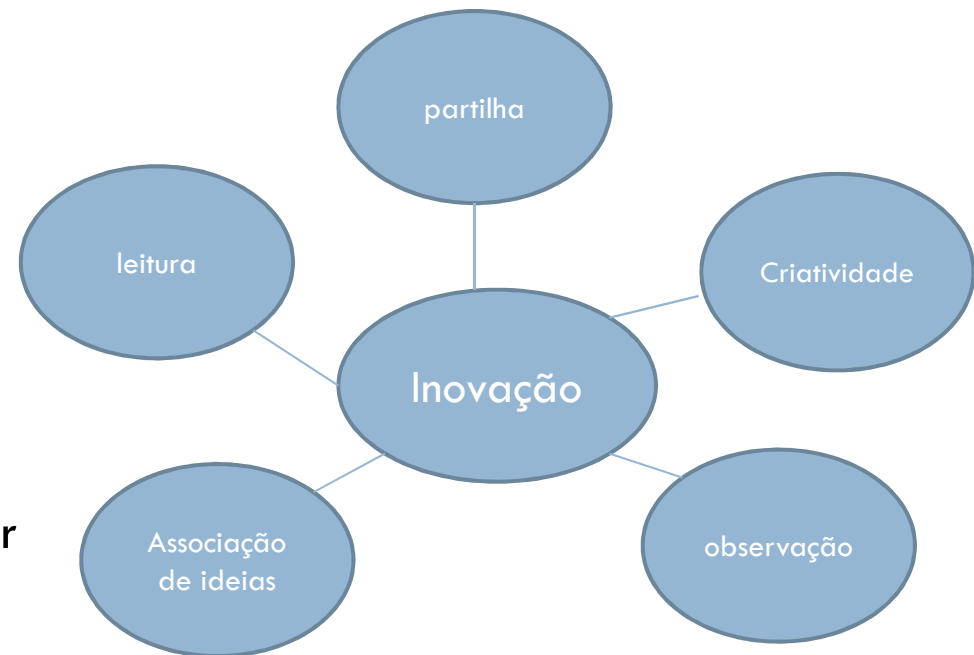 partilha
leitura
Criatividade
Inovação
r
Associação
de ideias
observação